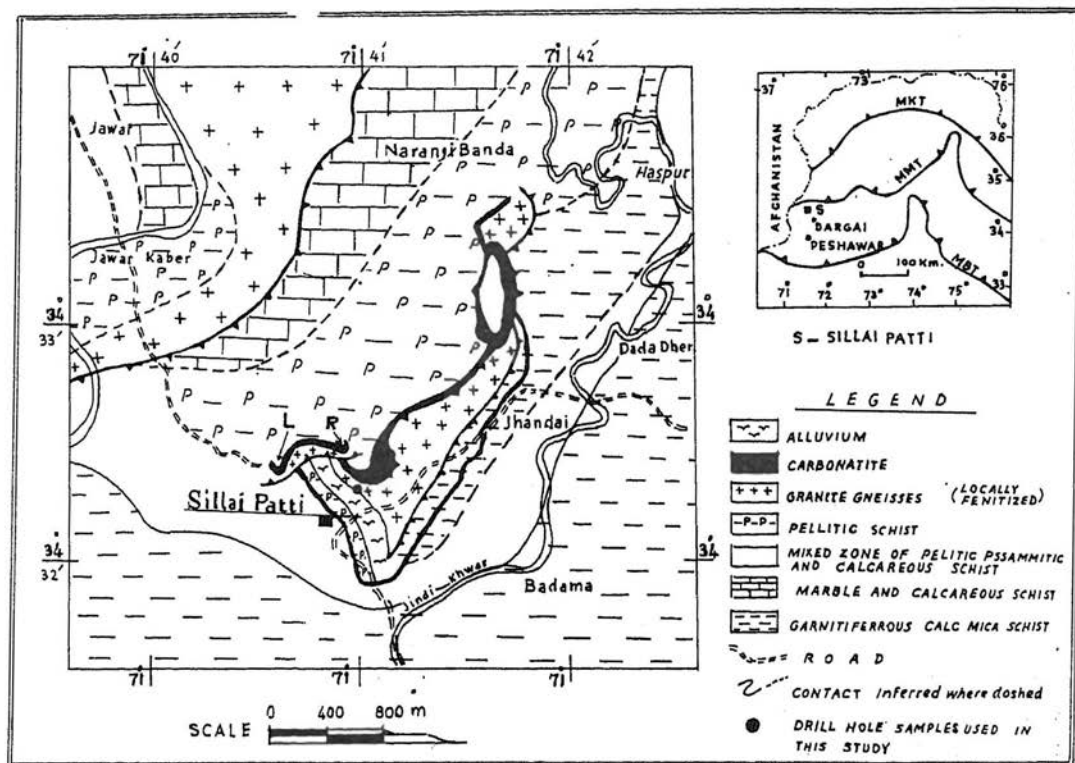 71° 40′
71° 41′
71° 42′
Jawar
Naranji Banda
Haspur
Jawar Kaber
34°
33′
34°
Dada Dher
L
R
Jhandai
Sillai Patti
34°
32′
34°
Jindi Khwar
Badama
71°
71°
71°
SCALE 0 400 800 m
37
73
76
MKT
36
AFGHANISTAN
MMT
35
S
DARGAI
PESHAWAR
34
0 100 KM.
MBT
33
71 72 73 74 75
S – SILLAI PATTI
LEGEND
ALLUVIUM
CARBONATITE
GRANITE GNEISSES (LOCALLY FENITIZED)
PELLITIC SCHIST
MIXED ZONE OF PELITIC PSSAMMITIC
AND CALCAREOUS SCHIST
MARBLE AND CALCAREOUS SCHIST
GARNITIFERROUS CALC MICA SCHIST
ROAD
CONTACT inferred where doshed
DRILL HOLE SAMPLES USED IN
THIS STUDY